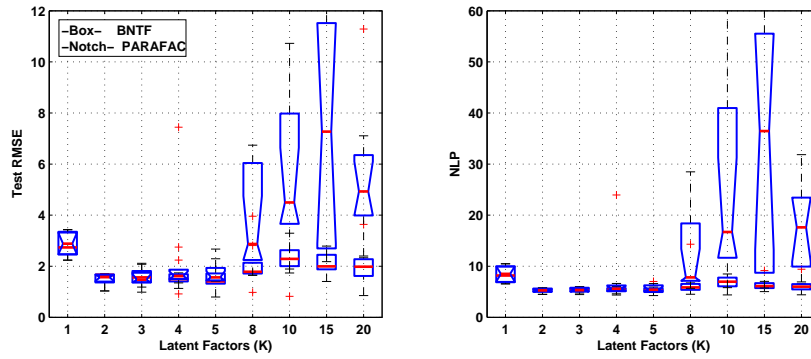 12
10
8
6
4
2
0
Test RMSE
–Box– BNTF
–Notch– PARAFAC
1 2 3 4 5 8 10 15 20
Latent Factors (K)
60
50
40
30
20
10
0
NLP
1 2 3 4 5 8 10 15 20
Latent Factors (K)